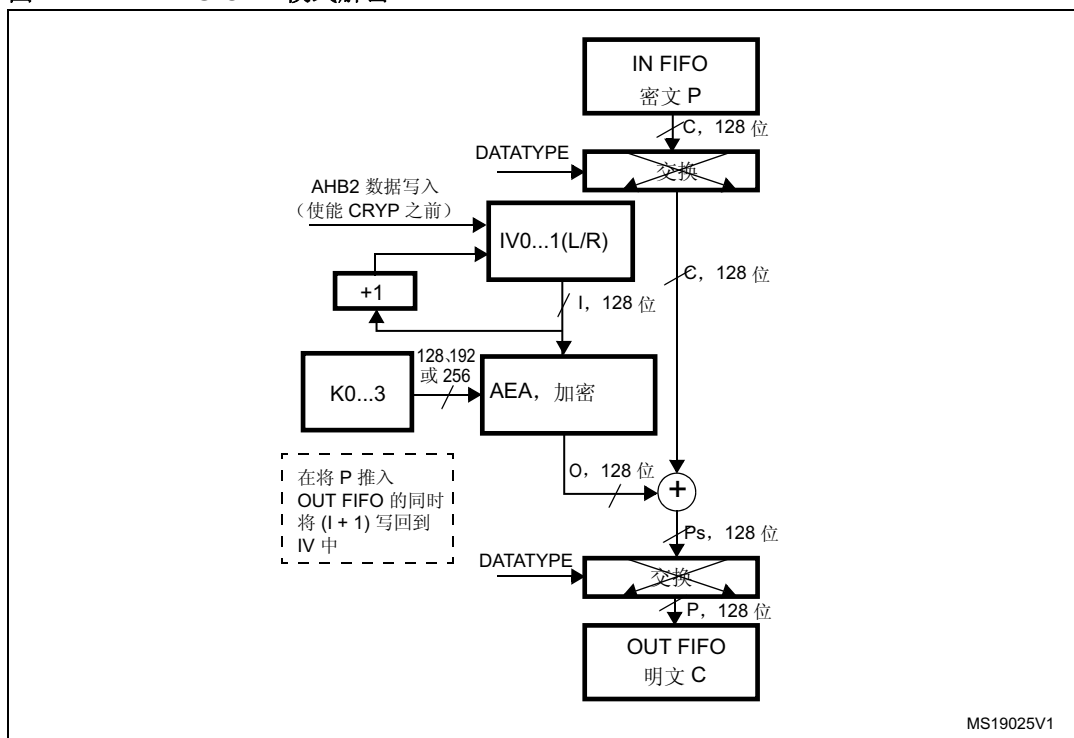 IN FIFO
密文 P
C，128 位
DATATYPE
交换
AHB2 数据写入
（使能 CRYP 之前）
IV0...1(L/R)
C，128 位
+1
I，128 位
128、192
或 256
K0...3
AEA，加密
在将 P 推入
OUT FIFO 的同时
将 (I + 1) 写回到
IV 中
O，128 位
+
Ps，128 位
DATATYPE
交换
P，128 位
OUT FIFO
明文 C
MS19025V1